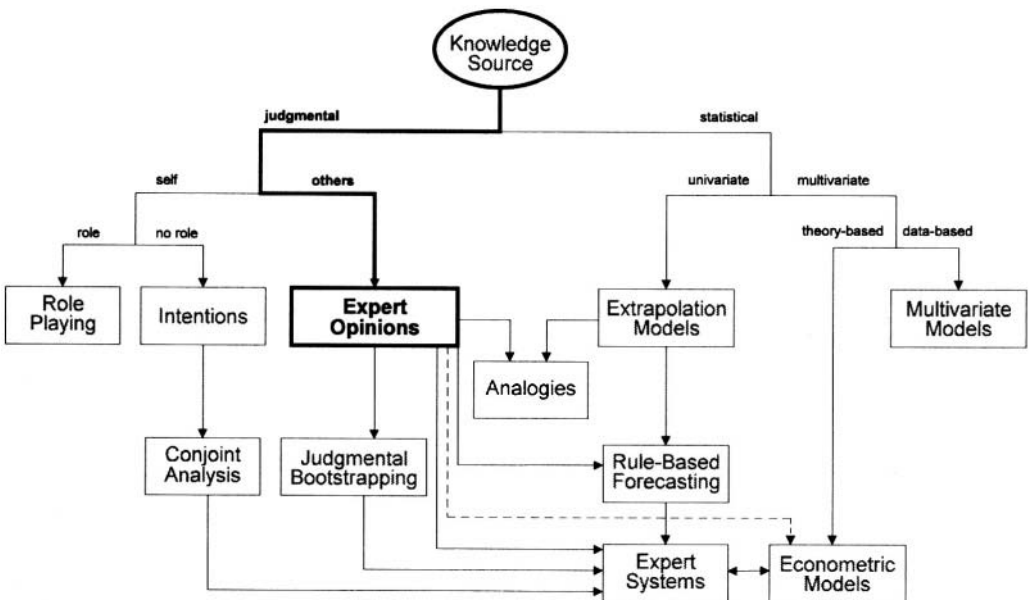 Knowledge
Source
judgmental
statistical
self
others
univariate
multivariate
role
no role
theory-based
data-based
Role
Playing
Intentions
Expert
Opinions
Extrapolation
Models
Multivariate
Models
Analogies
Conjoint
Analysis
Judgmental
Bootstrapping
Rule-Based
Forecasting
Expert
Systems
Econometric
Models